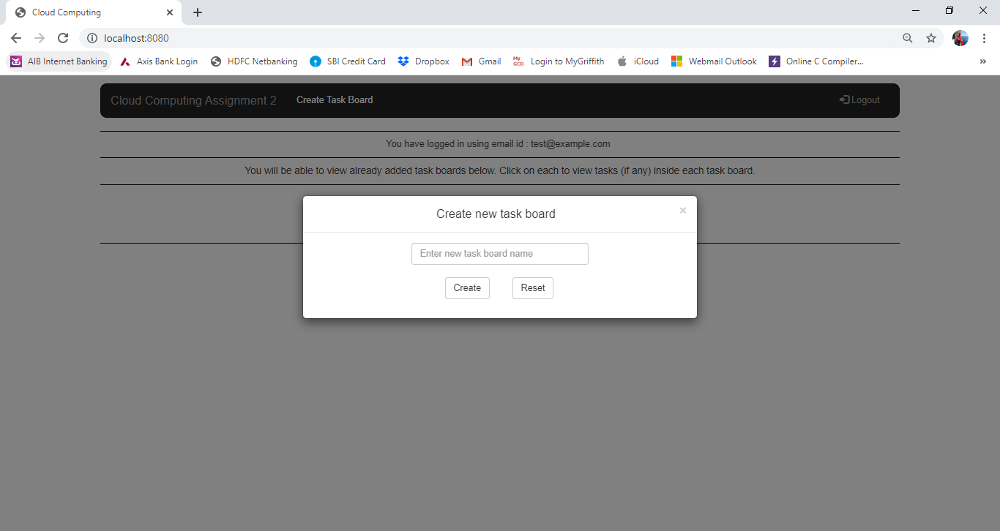 Cloud Computing
localhost:8080
AIB Internet Banking Axis Bank Login HDFC Netbanking SBI Credit Card Dropbox Gmail My GCD. Login to MyGriffith iCloud Webmail Outlook Online C Compiler...
Cloud Computing Assignment 2 Create Task Board Logout
You have logged in using email id : test@example.com
You will be able to view already added task boards below. Click on each to view tasks (if any) inside each task board.
Create new task board ×
Enter new task board name
Create Reset